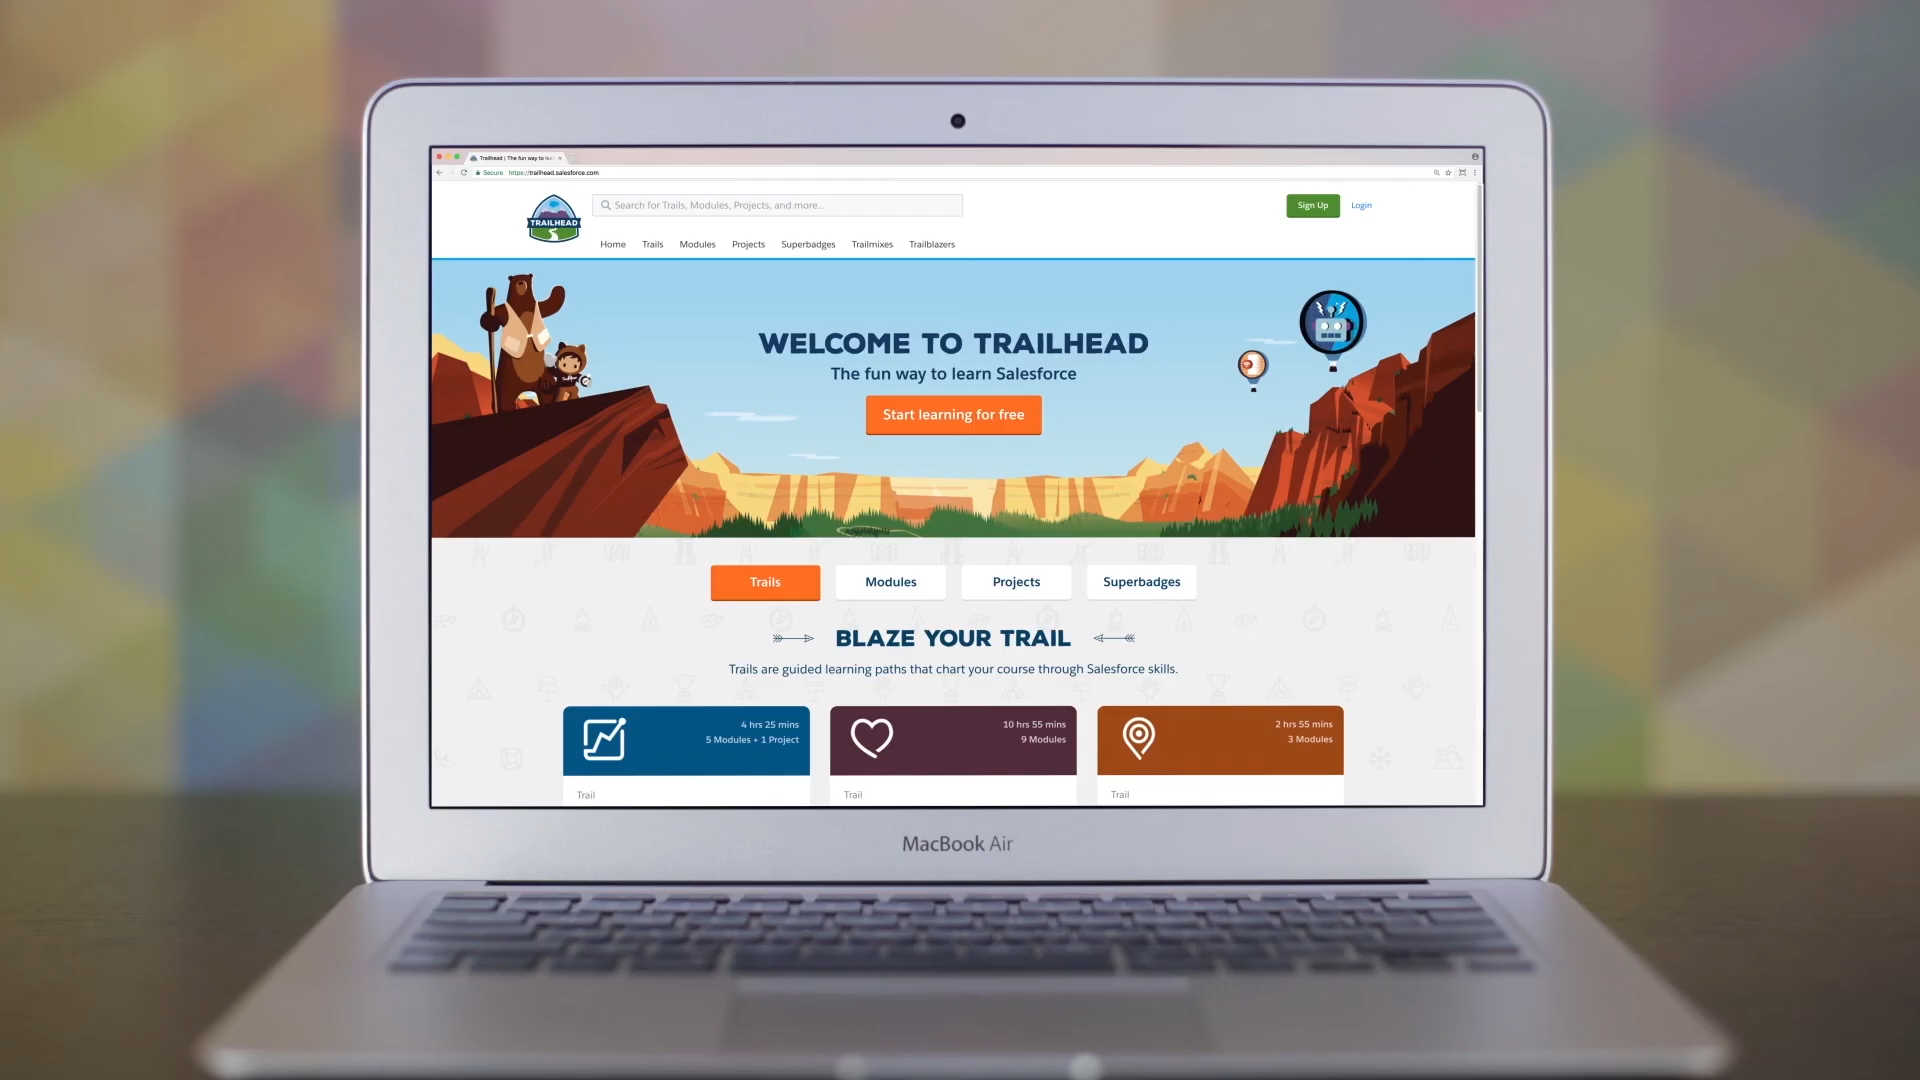 Trailhead | The fun way to lea
Secure https://trailhead.salesforce.com
TRAILHEAD
Search for Trails, Modules, Projects, and more...
Sign Up
Login
Home Trails Modules Projects Superbadges Trailmixes Trailblazers
WELCOME TO TRAILHEAD
The fun way to learn Salesforce
Start learning for free
Trails Modules Projects Superbadges
BLAZE YOUR TRAIL
Trails are guided learning paths that chart your course through Salesforce skills.
4 hrs 25 mins
5 Modules + 1 Project
Trail
10 hrs 55 mins
9 Modules
Trail
2 hrs 55 mins
3 Modules
Trail
MacBook Air